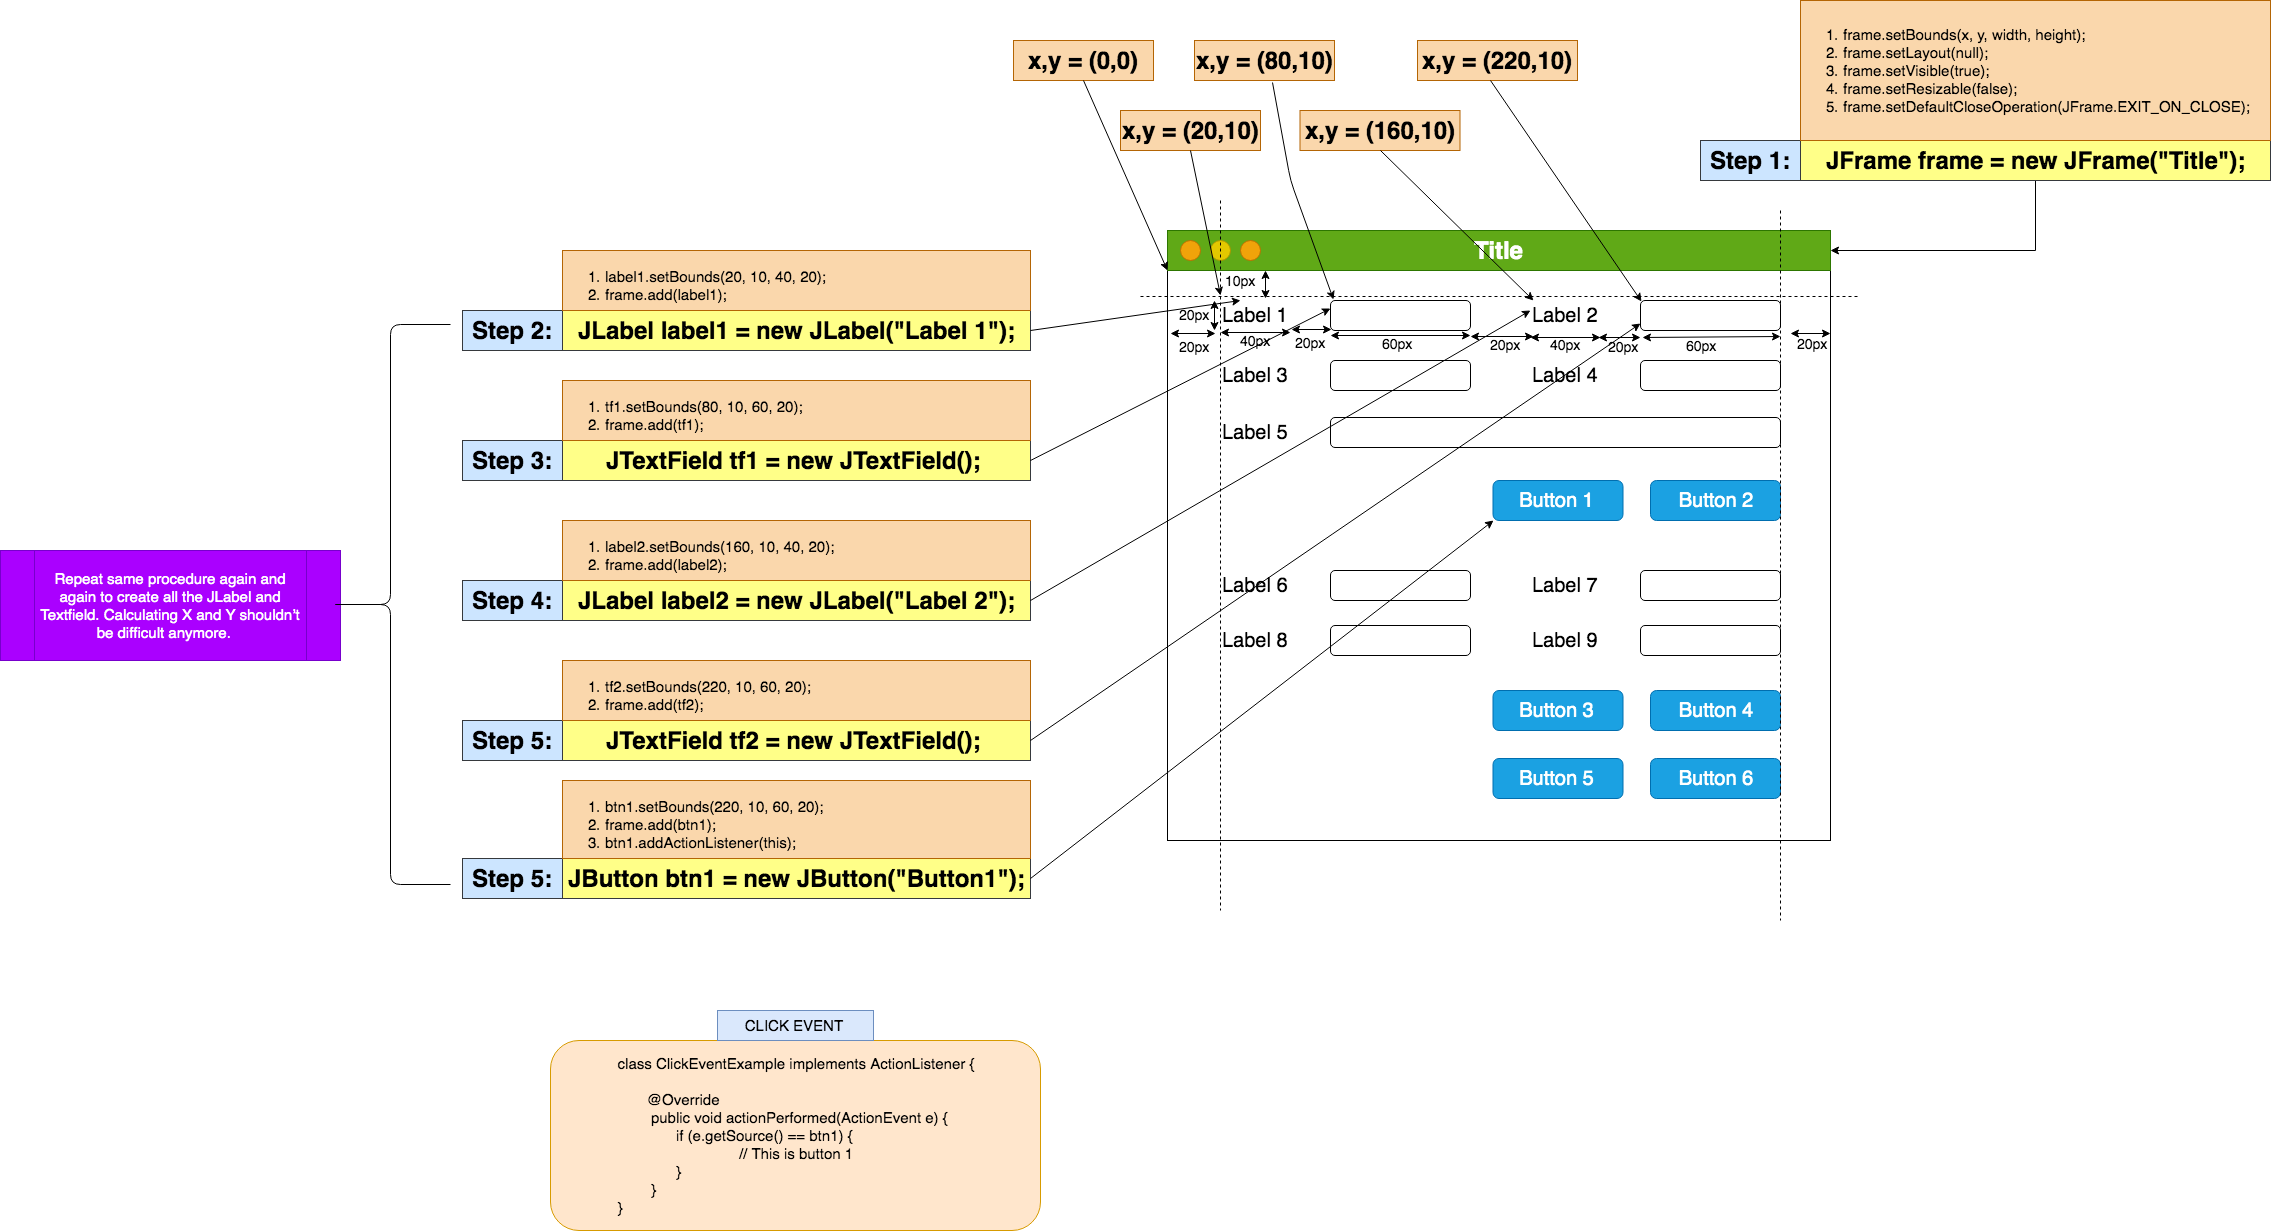 x,y = (0,0)
x,y = (80,10)
x,y = (220,10)
x,y = (20,10)
x,y = (160,10)
1. frame.setBounds(x, y, width, height);
2. frame.setLayout(null);
3. frame.setVisible(true);
4. frame.setResizable(false);
5. frame.setDefaultCloseOperation(JFrame.EXIT_ON_CLOSE);
Step 1:
JFrame frame = new JFrame("Title");
1. label1.setBounds(20, 10, 40, 20);
2. frame.add(label1);
Step 2:
JLabel label1 = new JLabel("Label 1");
1. tf1.setBounds(80, 10, 60, 20);
2. frame.add(tf1);
Step 3:
JTextField tf1 = new JTextField();
1. label2.setBounds(160, 10, 40, 20);
2. frame.add(label2);
Step 4:
JLabel label2 = new JLabel("Label 2");
1. tf2.setBounds(220, 10, 60, 20);
2. frame.add(tf2);
Step 5:
JTextField tf2 = new JTextField();
1. btn1.setBounds(220, 10, 60, 20);
2. frame.add(btn1);
3. btn1.addActionListener(this);
Step 5:
JButton btn1 = new JButton("Button1");
Repeat same procedure again and
again to create all the JLabel and
Textfield. Calculating X and Y shouldn't
be difficult anymore.
Title
10px
20px
Label 1
Label 2
20px
40px
20px
60px
20px
40px
20px
60px
20px
Label 3
Label 4
Label 5
Button 1
Button 2
Label 6
Label 7
Label 8
Label 9
Button 3
Button 4
Button 5
Button 6
CLICK EVENT
class ClickEventExample implements ActionListener {
@Override
public void actionPerformed(ActionEvent e) {
if (e.getSource() == btn1) {
// This is button 1
}
}
}